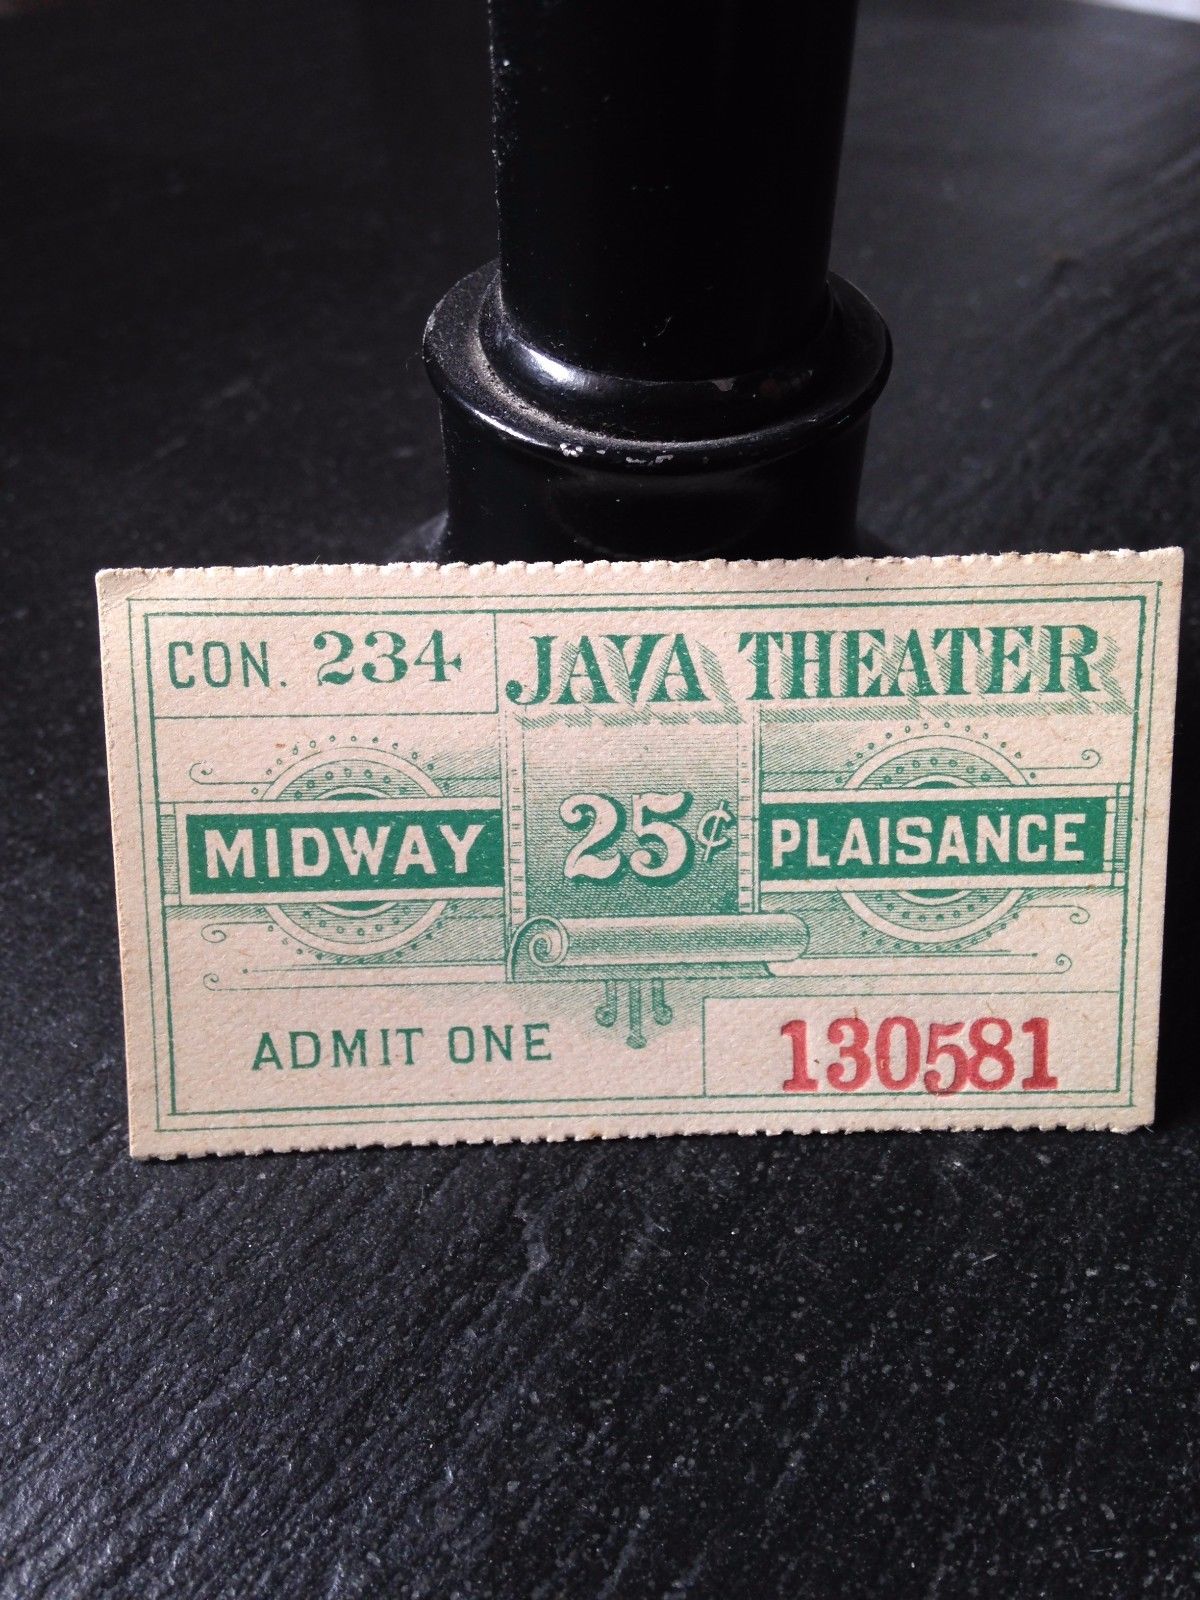 CON. 234
JAVA THEATER
MIDWAY
25¢
PLAISANCE
ADMIT ONE
130581